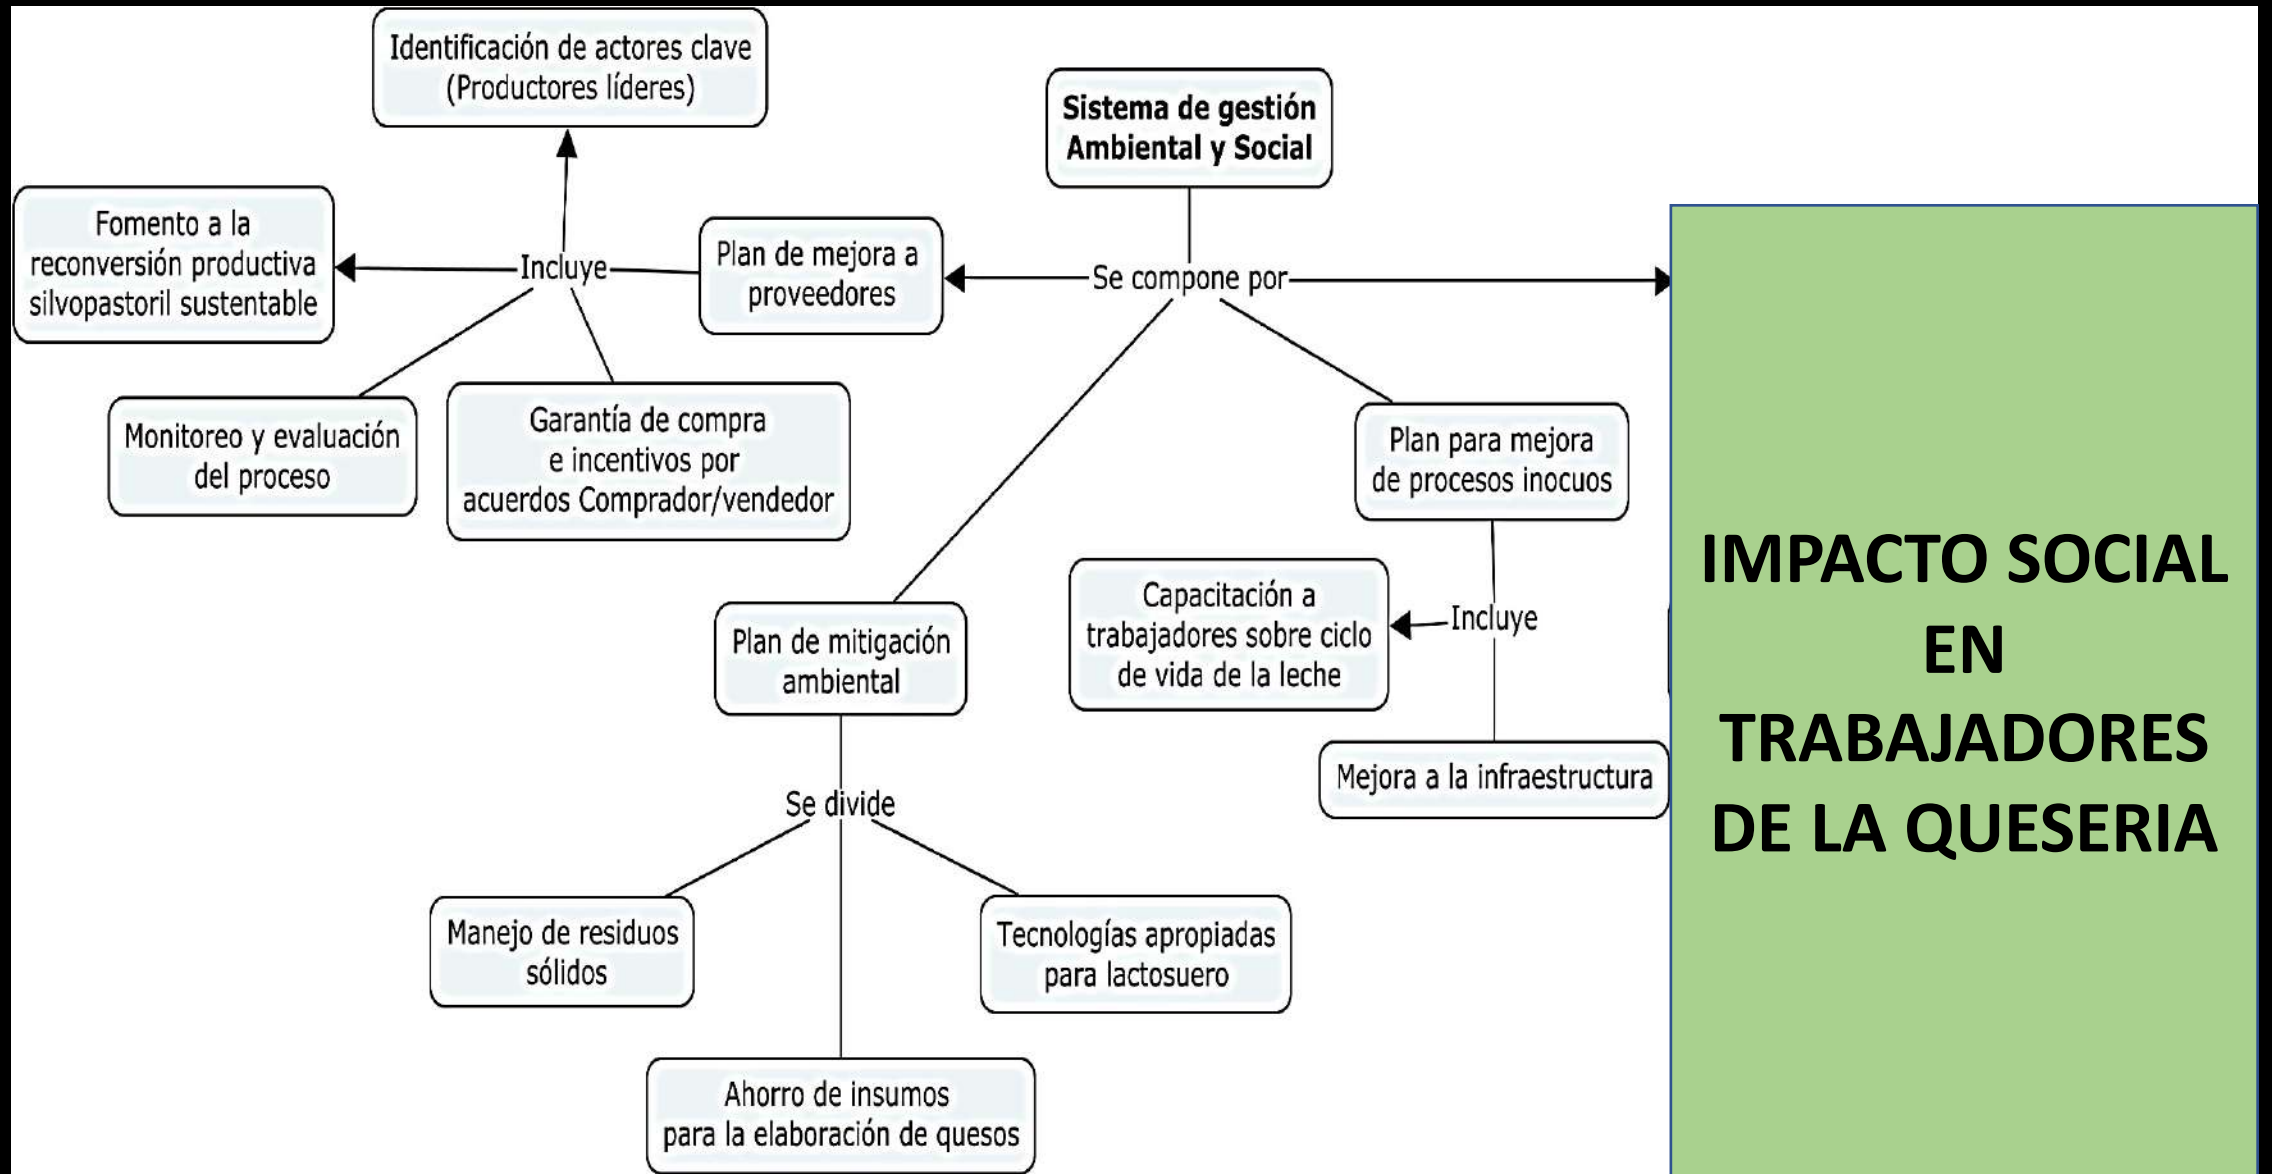 Identificación de actores clave
(Productores líderes)
Sistema de gestión
Ambiental y Social
Fomento a la
reconversión productiva
silvopastoril sustentable
Incluye
Plan de mejora a
proveedores
Se compone por
Monitoreo y evaluación
del proceso
Garantía de compra
e incentivos por
acuerdos Comprador/vendedor
Plan para mejora
de procesos inocuos
Capacitación a
trabajadores sobre ciclo
de vida de la leche
Incluye
Plan de mitigación
ambiental
Mejora a la infraestructura
Se divide
Manejo de residuos
sólidos
Tecnologías apropiadas
para lactosuero
Ahorro de insumos
para la elaboración de quesos
IMPACTO SOCIAL
EN
TRABAJADORES
DE LA QUESERIA